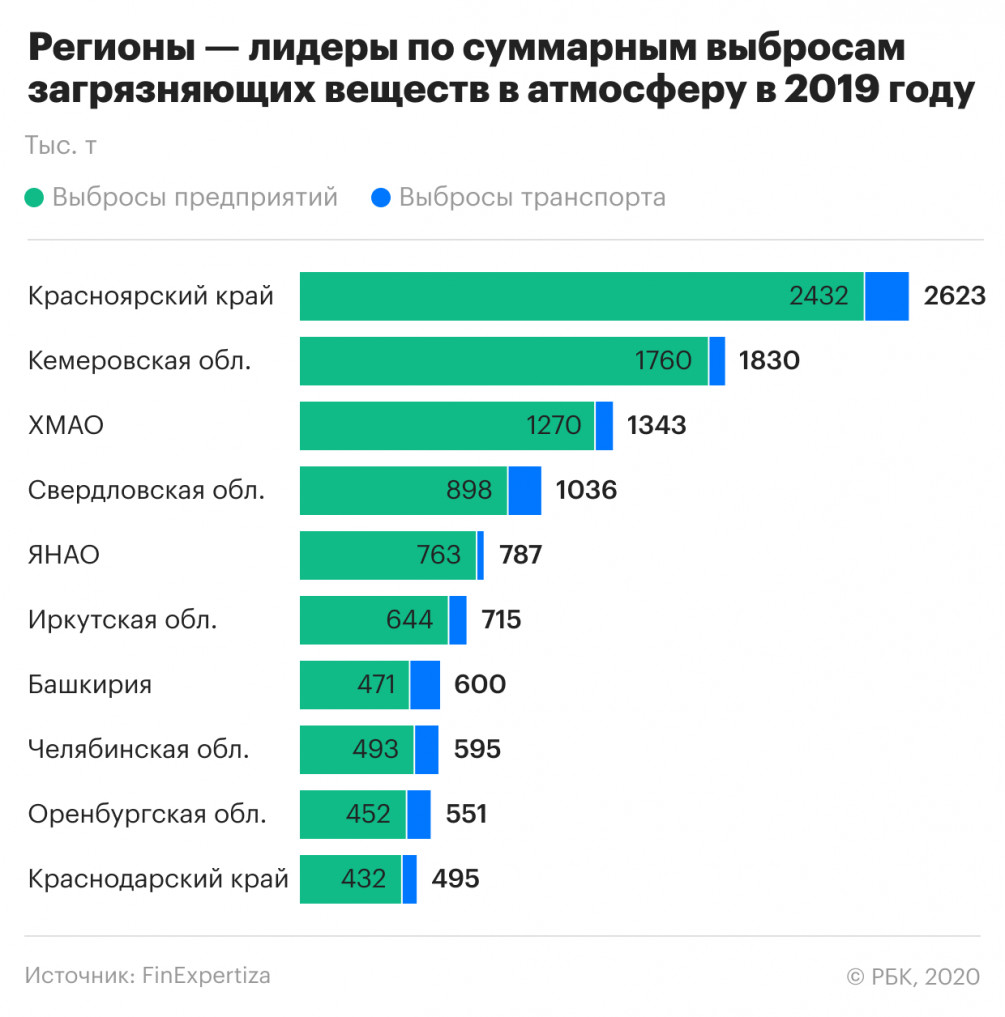 Регионы — лидеры по суммарным выбросам
загрязняющих веществ в атмосферу в 2019 году
Тыс. т
Выбросы предприятий Выбросы транспорта
Красноярский край 2432 2623
Кемеровская обл. 1760 1830
ХМАО 1270 1343
Свердловская обл. 898 1036
ЯНАО 763 787
Иркутская обл. 644 715
Башкирия 471 600
Челябинская обл. 493 595
Оренбургская обл. 452 551
Краснодарский край 432 495
Источник: FinExpertiza © РБК, 2020